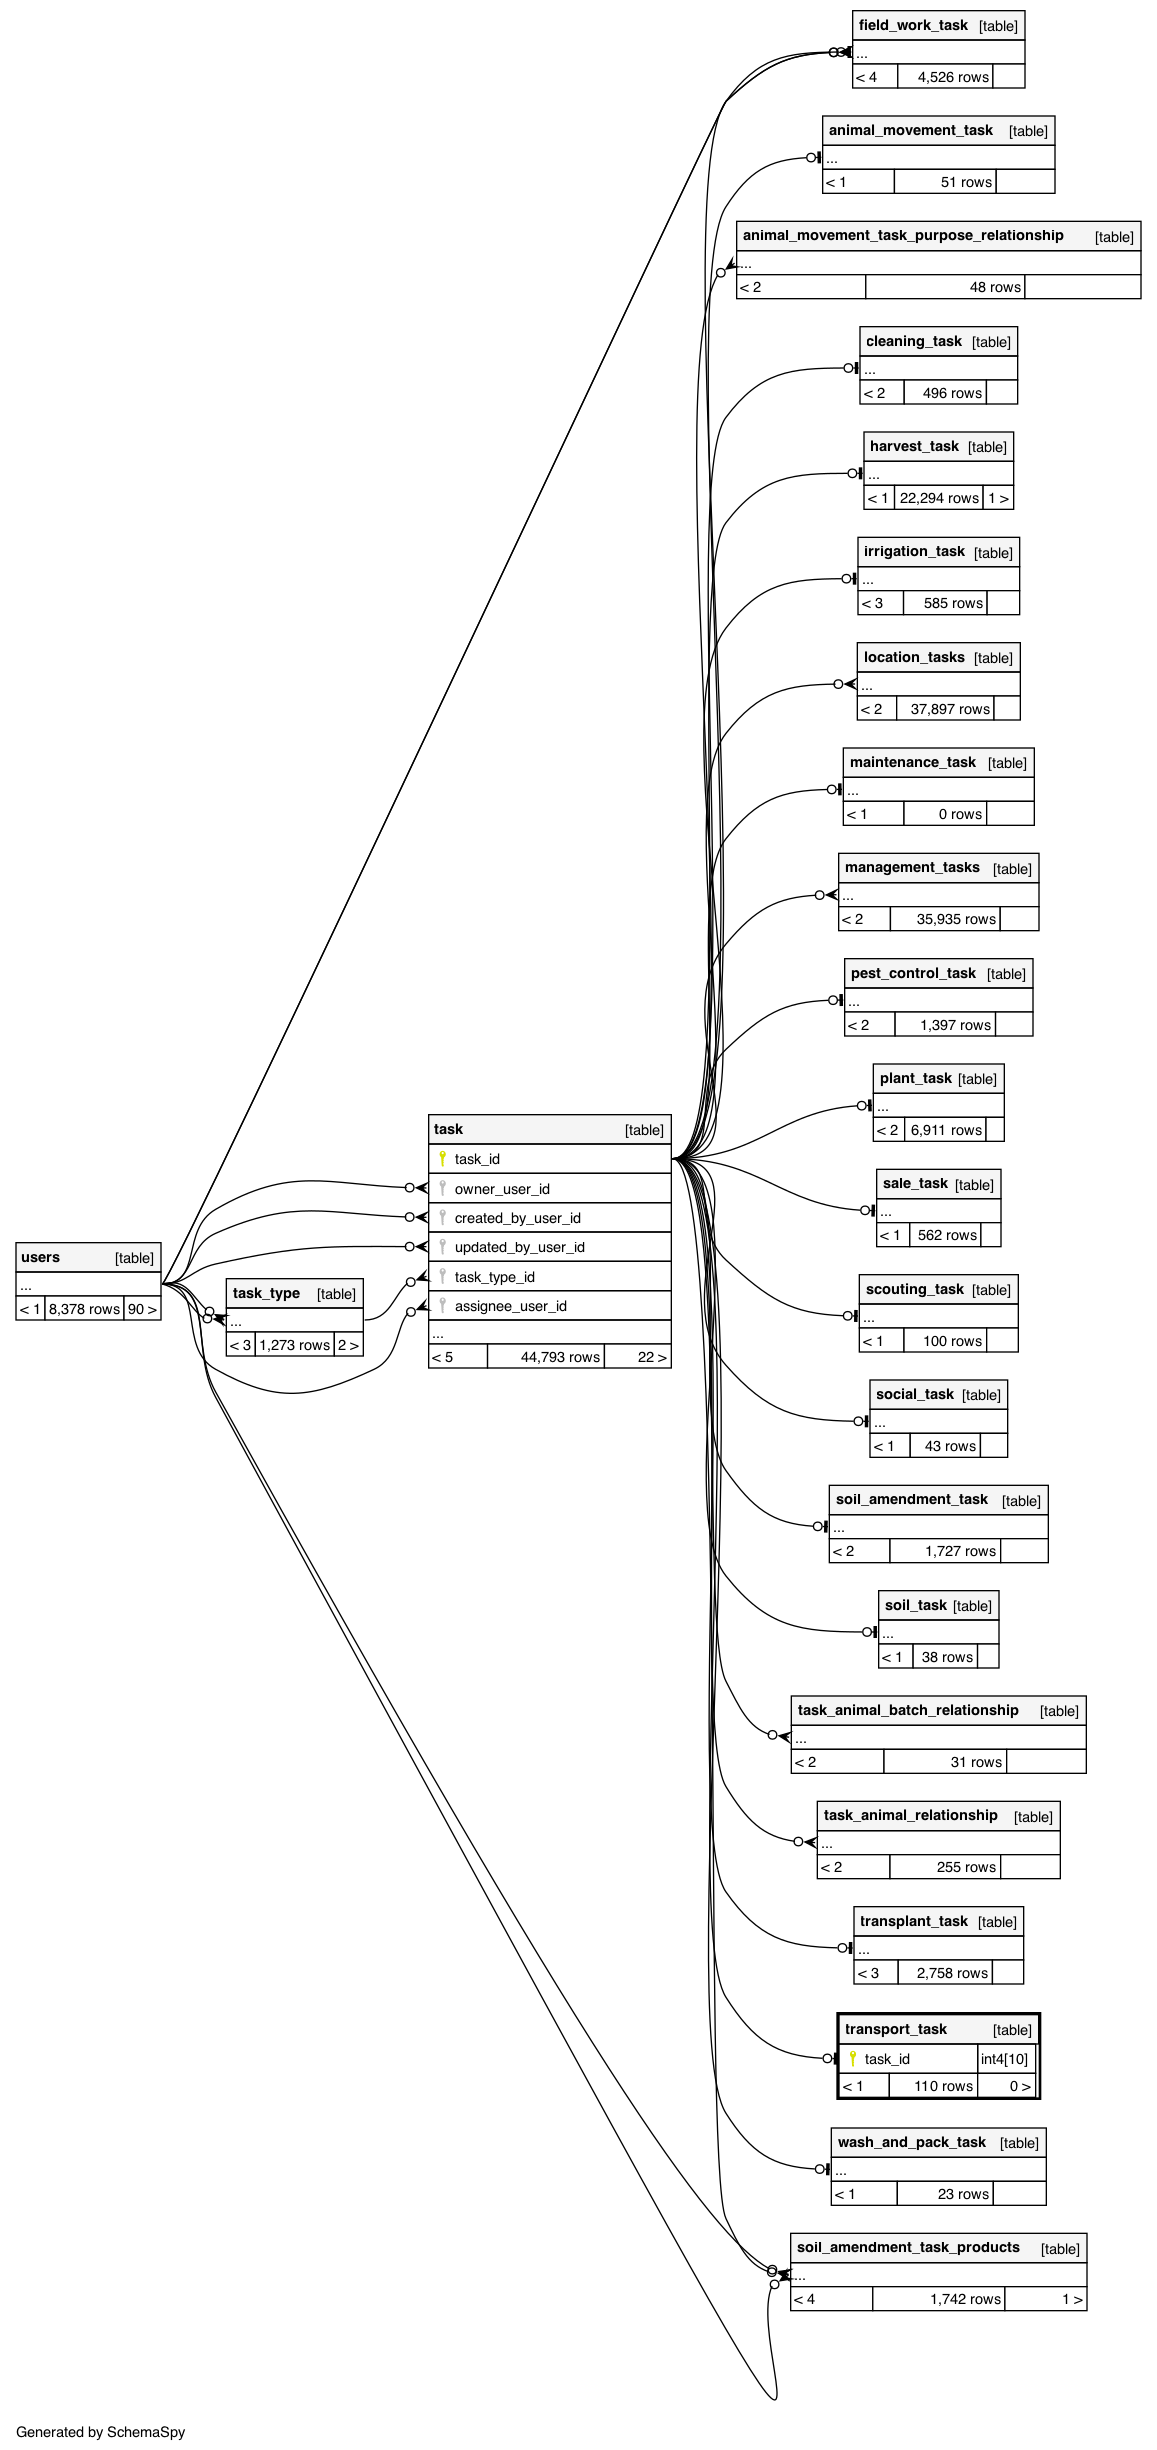 field_work_task [table]
...
< 4 4,526 rows
animal_movement_task [table]
...
< 1 51 rows
animal_movement_task_purpose_relationship [table]
...
< 2 48 rows
cleaning_task [table]
...
< 2 496 rows
harvest_task [table]
...
< 1 22,294 rows 1 >
irrigation_task [table]
...
< 3 585 rows
location_tasks [table]
...
< 2 37,897 rows
maintenance_task [table]
...
< 1 0 rows
management_tasks [table]
...
< 2 35,935 rows
pest_control_task [table]
...
< 2 1,397 rows
plant_task [table]
...
< 2 6,911 rows
task [table]
task_id
owner_user_id
created_by_user_id
updated_by_user_id
task_type_id
assignee_user_id
...
< 5 44,793 rows 22 >
users [table]
...
< 1 8,378 rows 90 >
task_type [table]
...
< 3 1,273 rows 2 >
sale_task [table]
...
< 1 562 rows
scouting_task [table]
...
< 1 100 rows
social_task [table]
...
< 1 43 rows
soil_amendment_task [table]
...
< 2 1,727 rows
soil_task [table]
...
< 1 38 rows
task_animal_batch_relationship [table]
...
< 2 31 rows
task_animal_relationship [table]
...
< 2 255 rows
transplant_task [table]
...
< 3 2,758 rows
transport_task [table]
task_id int4[10]
< 1 110 rows 0 >
wash_and_pack_task [table]
...
< 1 23 rows
soil_amendment_task_products [table]
...
< 4 1,742 rows 1 >
Generated by SchemaSpy